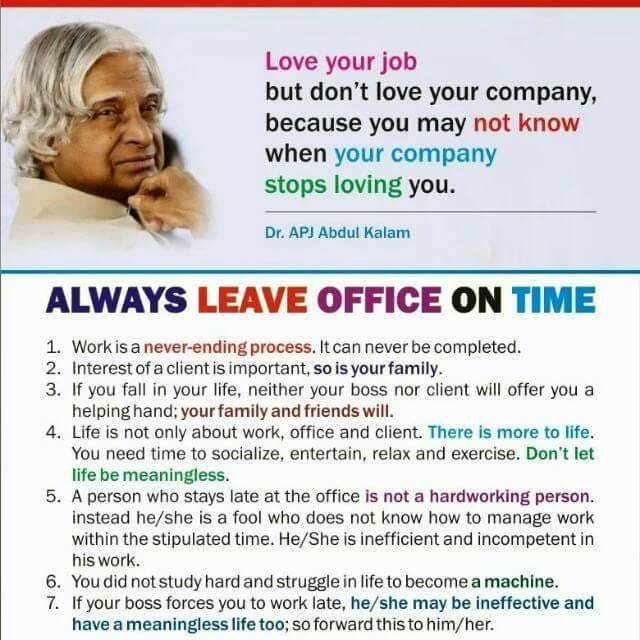 Love your job
but don't love your company,
because you may not know
when your company
stops loving you.
Dr. APJ Abdul Kalam
ALWAYS LEAVE OFFICE ON TIME
1. Work is a never-ending process. It can never be completed.
2. Interest of a client is important, so is your family.
3. If you fall in your life, neither your boss nor client will offer you a
helping hand; your family and friends will.
4. Life is not only about work, office and client. There is more to life.
You need time to socialize, entertain, relax and exercise. Don't let
life be meaningless.
5. A person who stays late at the office is not a hardworking person.
instead he/she is a fool who does not know how to manage work
within the stipulated time. He/She is inefficient and incompetent in
his work.
6. You did not study hard and struggle in life to become a machine.
7. If your boss forces you to work late, he/she may be ineffective and
have a meaningless life too; so forward this to him/her.